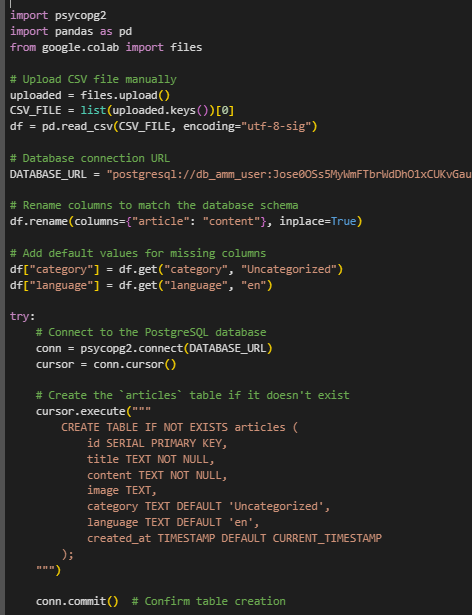 import psycopg2
import pandas as pd
from google.colab import files
# Upload CSV file manually
uploaded = files.upload()
CSV_FILE = list(uploaded.keys())[0]
df = pd.read_csv(CSV_FILE, encoding="utf-8-sig")
# Database connection URL
DATABASE_URL = "postgresql://db_amm_user:Jose0OSs5MyWmFTbrWdDhO1xCUKvGau
# Rename columns to match the database schema
df.rename(columns={"article": "content"}, inplace=True)
# Add default values for missing columns
df["category"] = df.get("category", "Uncategorized")
df["language"] = df.get("language", "en")
try:
    # Connect to the PostgreSQL database
    conn = psycopg2.connect(DATABASE_URL)
    cursor = conn.cursor()
    # Create the `articles` table if it doesn't exist
    cursor.execute("""
        CREATE TABLE IF NOT EXISTS articles (
            id SERIAL PRIMARY KEY,
            title TEXT NOT NULL,
            content TEXT NOT NULL,
            image TEXT,
            category TEXT DEFAULT 'Uncategorized',
            language TEXT DEFAULT 'en',
            created_at TIMESTAMP DEFAULT CURRENT_TIMESTAMP
        );
    """)
    conn.commit()  # Confirm table creation